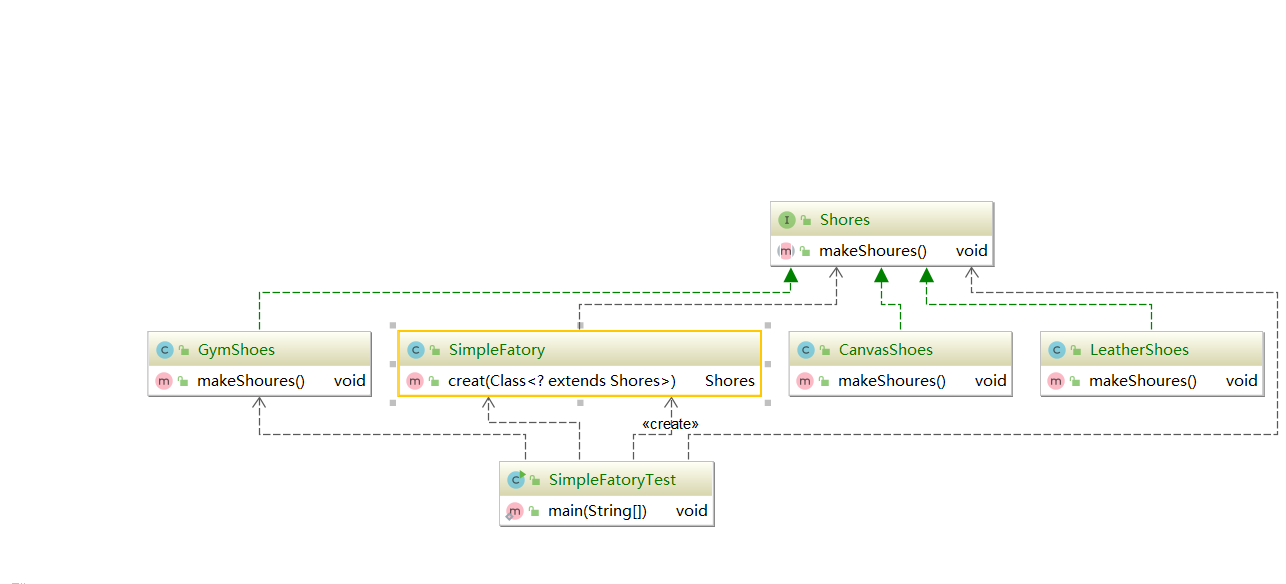 Shores
makeShoures() void
GymShoes
makeShoures() void
SimpleFatory
creat(Class<? extends Shores>) Shores
CanvasShoes
makeShoures() void
LeatherShoes
makeShoures() void
«create»
SimpleFatoryTest
main(String[]) void